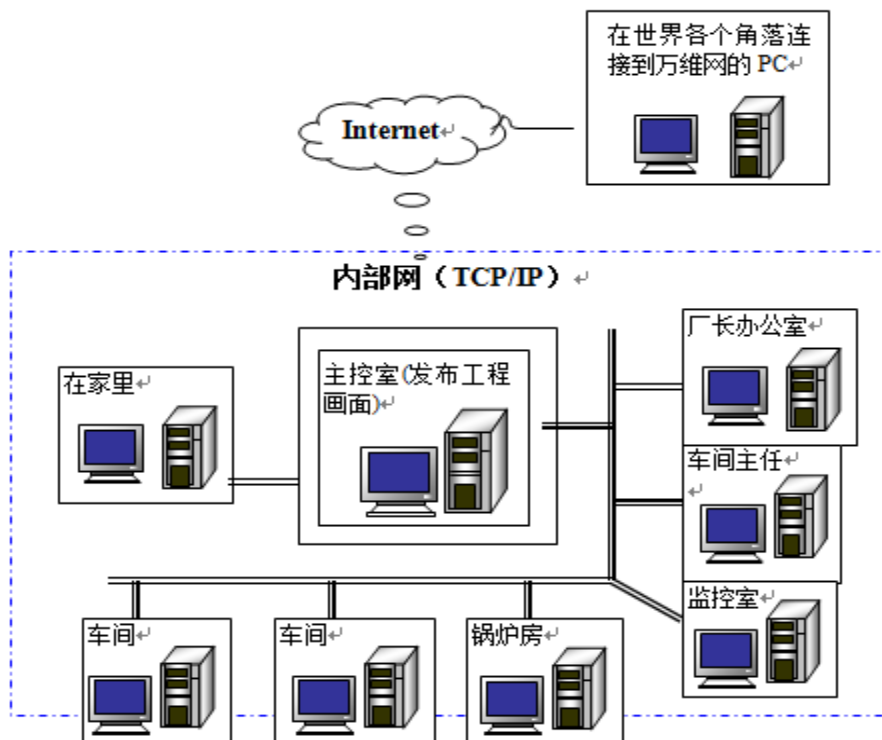 在世界各个角落连
接到万维网的 PC↵
Internet↵
内部网（TCP/IP）↵
厂长办公室↵
在家里↵
主控室(发布工程
画面)↵
车间主任↵
↵
监控室↵
车间↵
车间↵
锅炉房↵